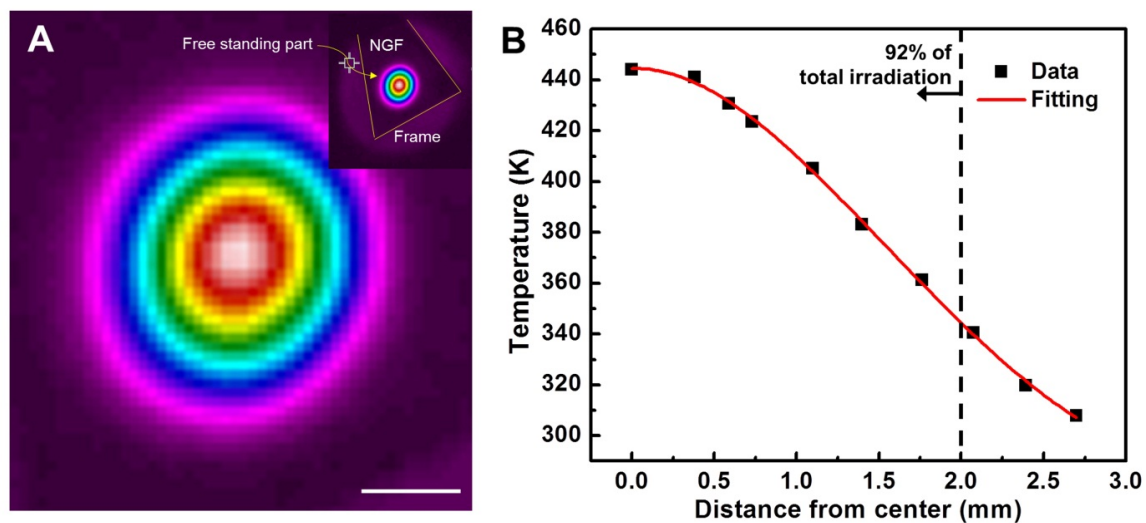 A
Free standing part
NGF
Frame
B
460
440
420
400
380
360
340
320
300
Temperature (K)
92% of
total irradiation
Data
Fitting
0.0
0.5
1.0
1.5
2.0
2.5
3.0
Distance from center (mm)